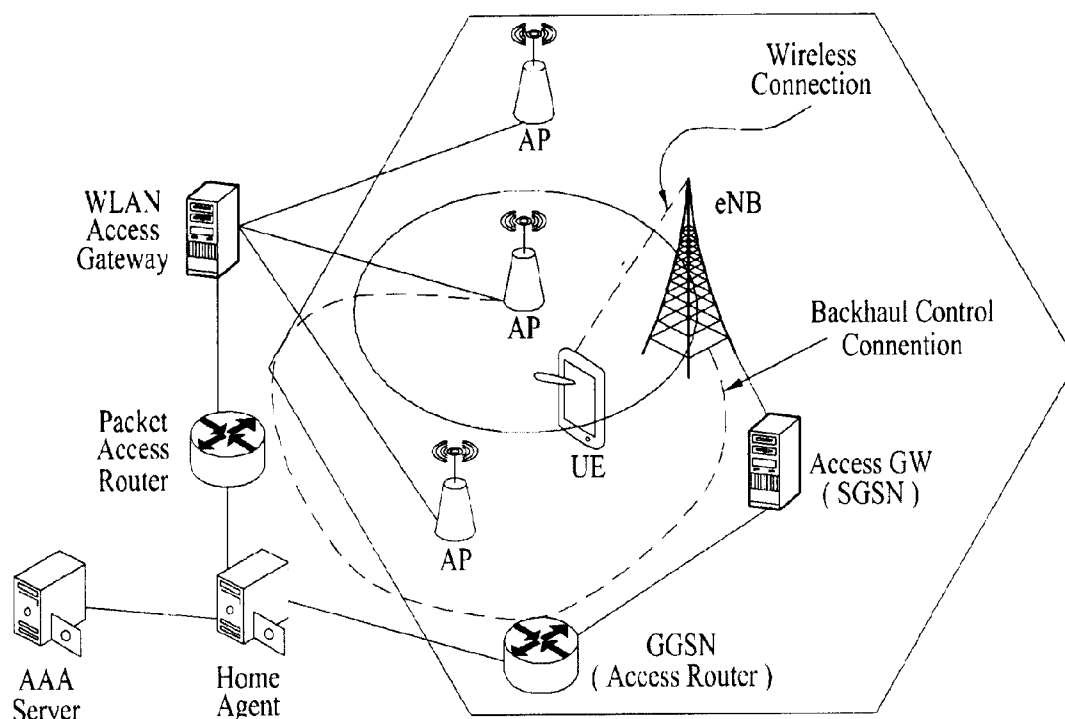 Wireless
Connection
AP
WLAN
Access
Gateway
eNB
AP
Backhaul Control
Connention
Packet
Access
Router
UE
Access GW
( SGSN )
AP
GGSN
( Access Router )
AAA
Server
Home
Agent